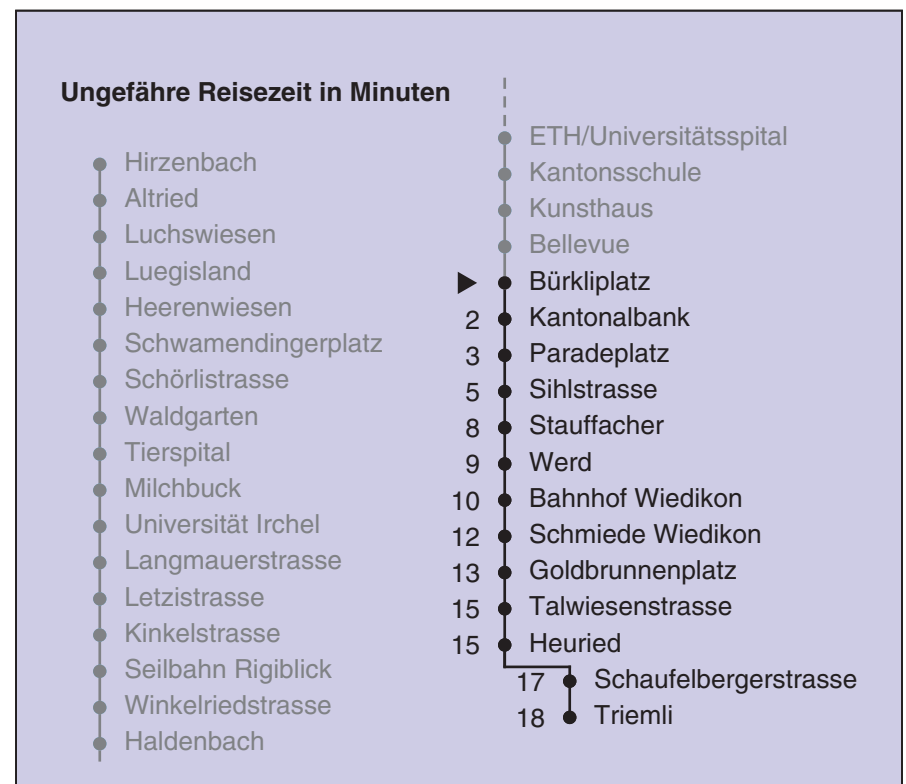 Ungefähre Reisezeit in Minuten
Hirzenbach
Altried
Luchswiesen
Luegisland
Heerenwiesen
Schwamendingerplatz
Schörlistrasse
Waldgarten
Tierspital
Milchbuck
Universität Irchel
Langmauerstrasse
Letzistrasse
Kinkelstrasse
Seilbahn Rigiblick
Winkelriedstrasse
Haldenbach
ETH/Universitätsspital
Kantonsschule
Kunsthaus
Bellevue
Bürkliplatz
2 Kantonalbank
3 Paradeplatz
5 Sihlstrasse
8 Stauffacher
9 Werd
10 Bahnhof Wiedikon
12 Schmiede Wiedikon
13 Goldbrunnenplatz
15 Talwiesenstrasse
15 Heuried
17 Schaufelbergerstrasse
18 Triemli